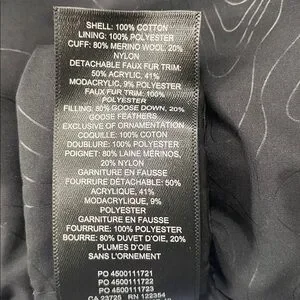 SHELL: 100% COTTON
LINING: 100% POLYESTER
CUFF: 80% MERINO WOOL, 20%
NYLON
DETACHABLE FAUX FUR TRIM:
50% ACRYLIC, 41%
MODACRYLIC, 9% POLYESTER
FAUX FUR TRIM: 100%
POLYESTER
FILLING: 80% GOOSE DOWN, 20%
GOOSE FEATHERS
EXCLUSIVE OF ORNAMENTATION
COQUILLE: 100% COTON
DOUBLURE: 100% POLYESTER
POIGNET: 80% LAINE MÉRINOS,
20% NYLON
GARNITURE EN FAUSSE
FOURRURE DÉTACHABLE: 50%
ACRYLIQUE, 41%
MODACRYLIQUE, 9%
POLYESTER
GARNITURE EN FAUSSE
FOURRURE: 100% POLYESTER
BOURRE: 80% DUVET D'OIE, 20%
PLUMES D'OIE
SANS L'ORNEMENT
PO 4500111721
PO 4500111722
PO 4500111723
CA 23725 RN 122354